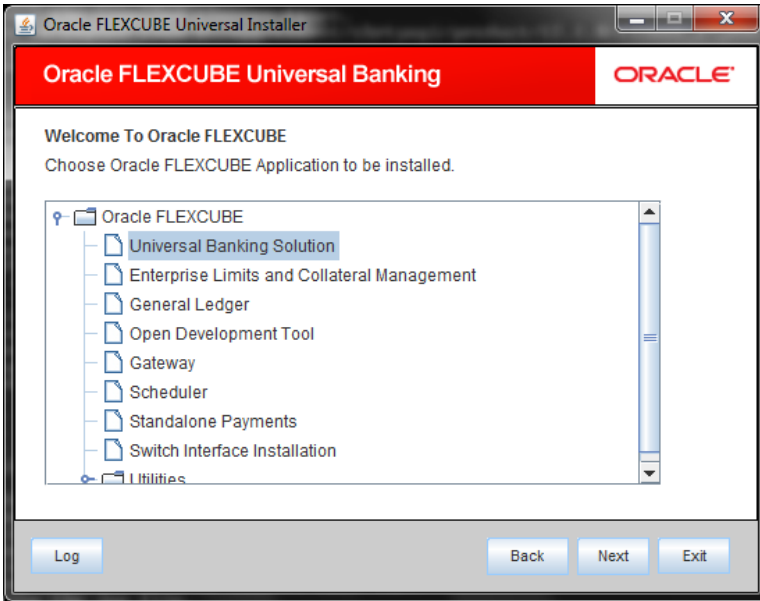 Oracle FLEXCUBE Universal Installer
Oracle FLEXCUBE Universal Banking
ORACLE
Welcome To Oracle FLEXCUBE
Choose Oracle FLEXCUBE Application to be installed.
Oracle FLEXCUBE
Universal Banking Solution
Enterprise Limits and Collateral Management
General Ledger
Open Development Tool
Gateway
Scheduler
Standalone Payments
Switch Interface Installation
Utilities
Log Back Next Exit